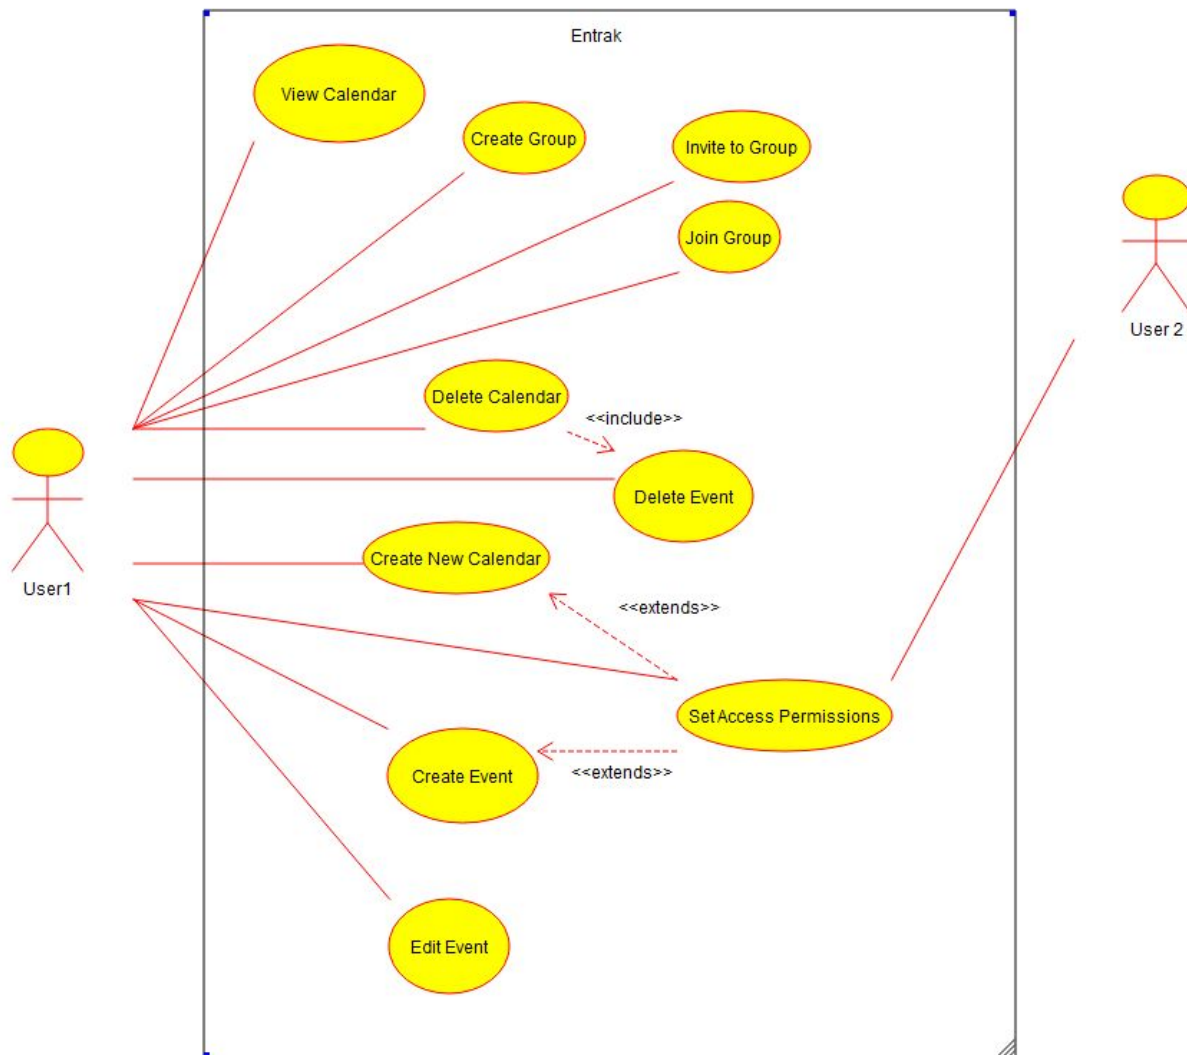 Entrak
View Calendar
Create Group
Invite to Group
Join Group
User 2
Delete Calendar
<<include>>
Delete Event
User1
Create New Calendar
<<extends>>
Set Access Permissions
Create Event
<<extends>>
Edit Event